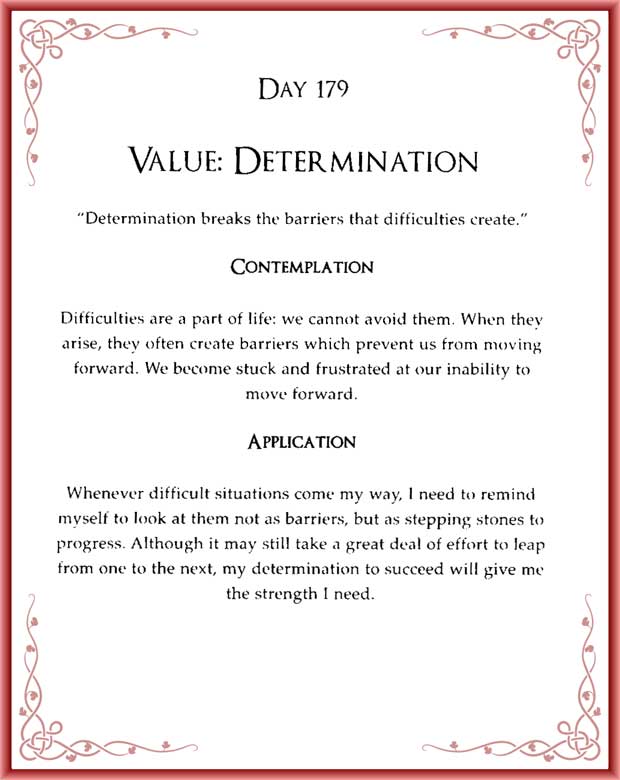 Day 179
Value: Determination
“Determination breaks the barriers that difficulties create.”
Contemplation
Difficulties are a part of life: we cannot avoid them. When they
arise, they often create barriers which prevent us from moving
forward. We become stuck and frustrated at our inability to
move forward.
Application
Whenever difficult situations come my way, I need to remind
myself to look at them not as barriers, but as stepping stones to
progress. Although it may still take a great deal of effort to leap
from one to the next, my determination to succeed will give me
the strength I need.